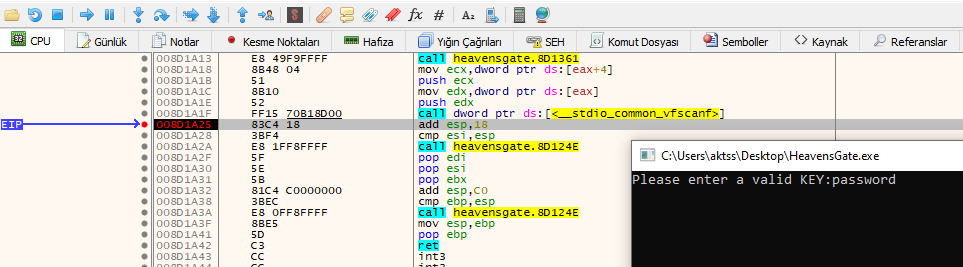 fx # A₂
CPU Günlük Notlar Kesme Noktaları Hafıza Yığın Çağrıları SEH Komut Dosyası Semboller Kaynak Referanslar
008D1A13 E8 49F9FFFF call heavensgate.8D1361
008D1A18 8B48 04 mov ecx,dword ptr ds:[eax+4]
008D1A1B 51 push ecx
008D1A1C 8B10 mov edx,dword ptr ds:[eax]
008D1A1E 52 push edx
008D1A1F FF15 70B18D00 call dword ptr ds:[<__stdio_common_vfscanf>]
EIP 008D1A25 83C4 18 add esp,18
008D1A28 3BF4 cmp esi,esp
008D1A2A E8 1FF8FFFF call heavensgate.8D124E
008D1A2F 5F pop edi
008D1A30 5E pop esi
008D1A31 5B pop ebx
008D1A32 81C4 C0000000 add esp,C0
008D1A38 3BEC cmp ebp,esp
008D1A3A E8 0FF8FFFF call heavensgate.8D124E
008D1A3F 8BE5 mov esp,ebp
008D1A41 5D pop ebp
008D1A42 C3 ret
008D1A43 CC int3
008D1A44 CC int3
C:\Users\aktss\Desktop\HeavensGate.exe
Please enter a valid KEY:password